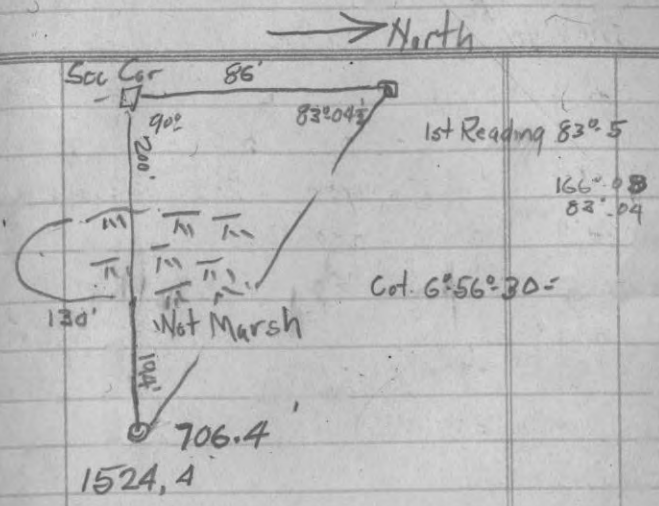 North
Sec Cor 86'
90° 83°-04½
1st Reading 83°-5
200'
166°-08
83°-04
Cot. 6°-56°-30=
130'
Wet Marsh
194'
706.4'
1524,4